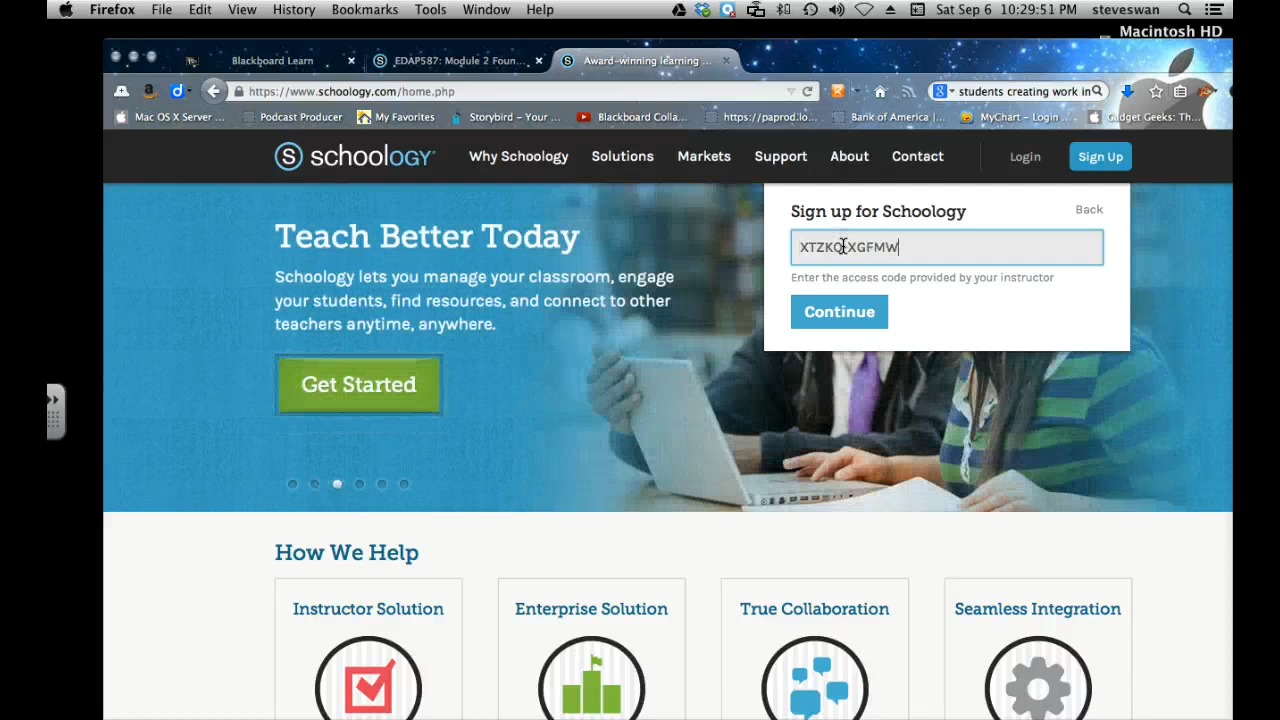 Firefox File Edit View History Bookmarks Tools Window Help Sat Sep 6 10:29:51 PM steveswan
Macintosh HD
Blackboard Learn EDAP587: Module 2 Foun... Award-winning learning ...
https://www.schoology.com/home.php students creating work in
Mac OS X Server ... Podcast Producer My Favorites Storybird – Your ... Blackboard Colla... https://paprod.lo... Bank of America |... MyChart – Login ... Gadget Geeks: Th...
S schoology Why Schoology Solutions Markets Support About Contact Login Sign Up
Sign up for Schoology Back
Enter the access code provided by your instructor
Continue
Teach Better Today
Schoology lets you manage your classroom, engage
your students, find resources, and connect to other
teachers anytime, anywhere.
Get Started
How We Help
Instructor Solution Enterprise Solution True Collaboration Seamless Integration